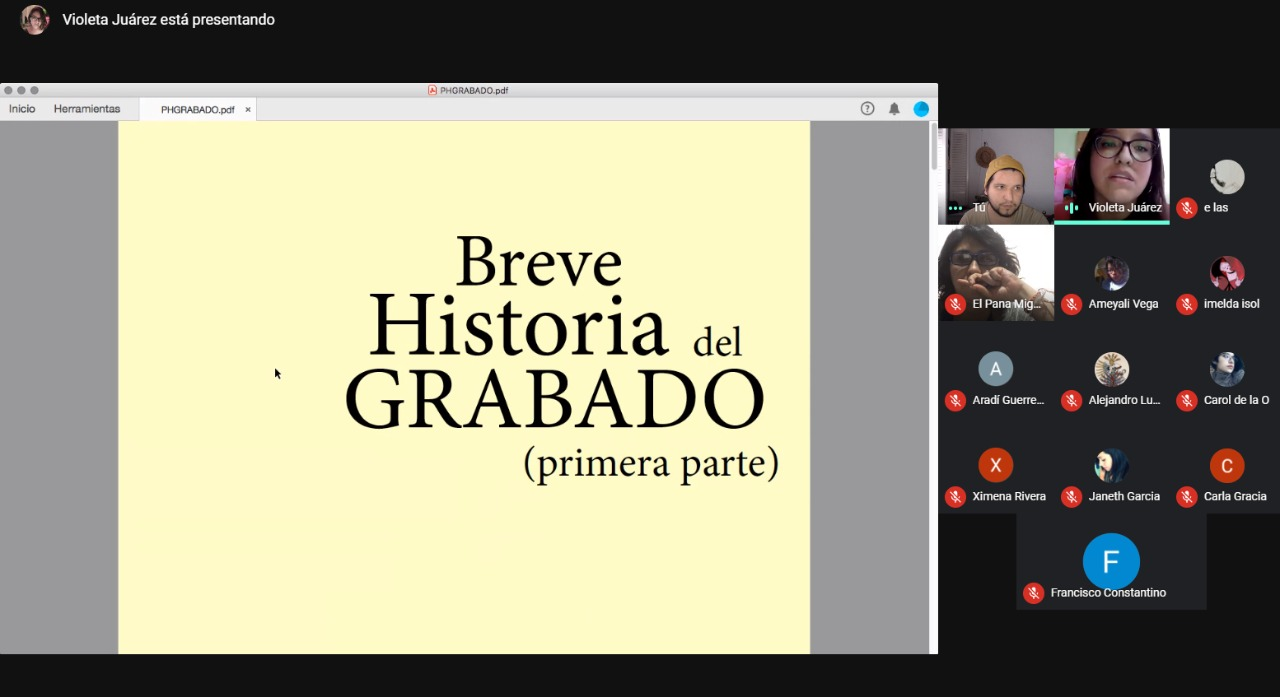 Violeta Juárez está presentando
PHGRABADO.pdf
Inicio Herramientas PHGRABADO.pdf ×
Breve
Historia del
GRABADO
(primera parte)
Tú
Violeta Juárez
e las
El Pana Mig...
Ameyali Vega
imelda isol
A
Aradí Guerre...
Alejandro Lu...
Carol de la O
X
Ximena Rivera
Janeth Garcia
C
Carla Gracia
F
Francisco Constantino